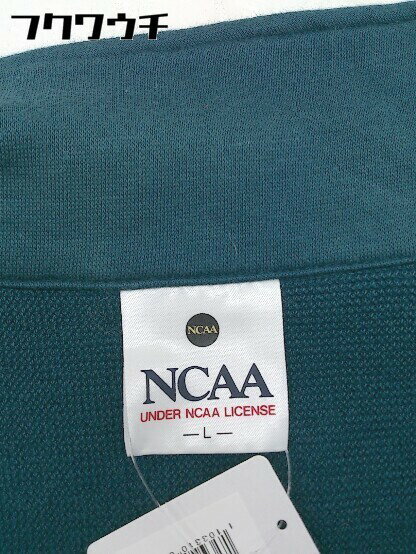 フクワウチ
NCAA
NCAA
UNDER NCAA LICENSE
— L —